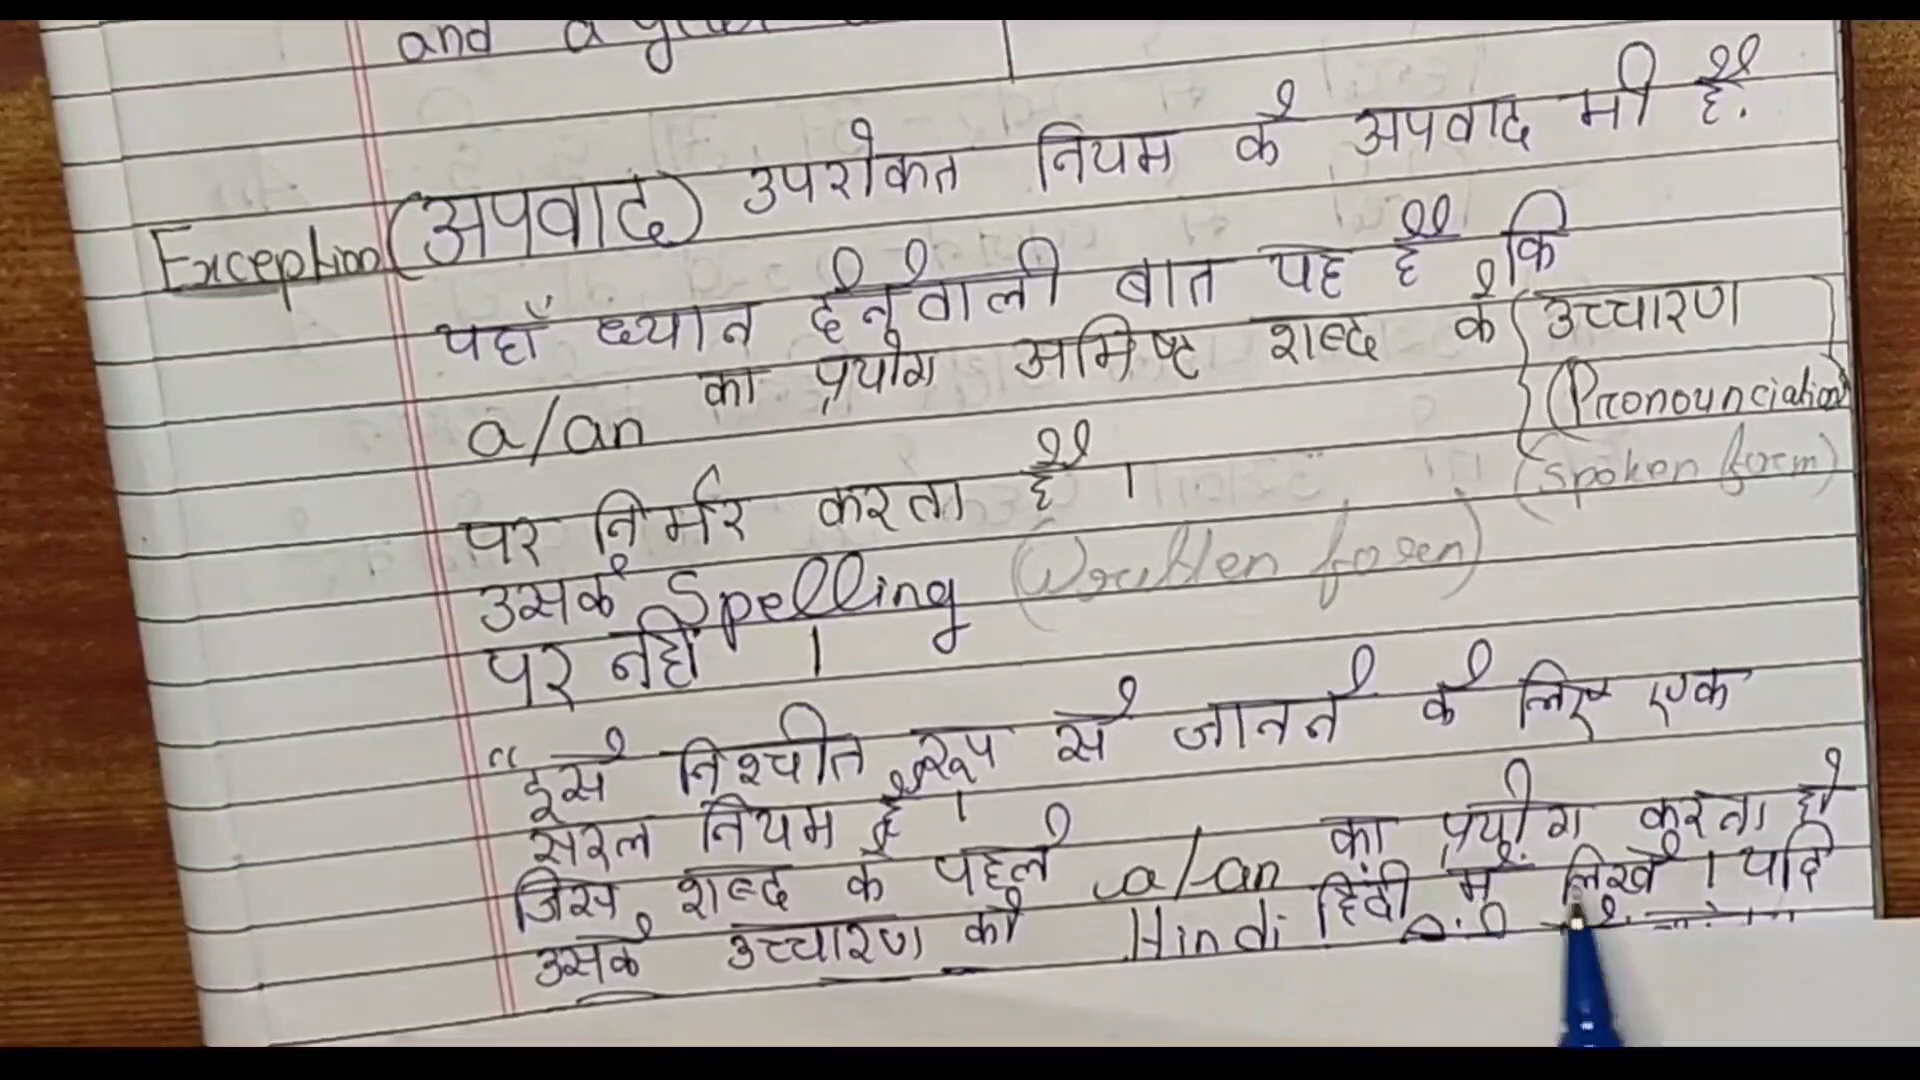 and a
Exception (अपवाद) उपरोकत नियम के अपवाद भी है.
यहाँ ध्यान देनेवाली बात यह है कि
a/an का प्रयोग अभिष्ट शब्द के { उच्चारण }
(Pronounciation)
(spoken form)
पर निर्भर करता है ।
उसके Spelling (Written form)
पर नही ।
“ इसे निश्चीत रूप से जानने के लिए एक
सरल नियम है ।
जिस शब्द के पहले a/an का प्रयोग करता हो
उसके उच्चारण को Hindi हिंदी में लिखें । यदि